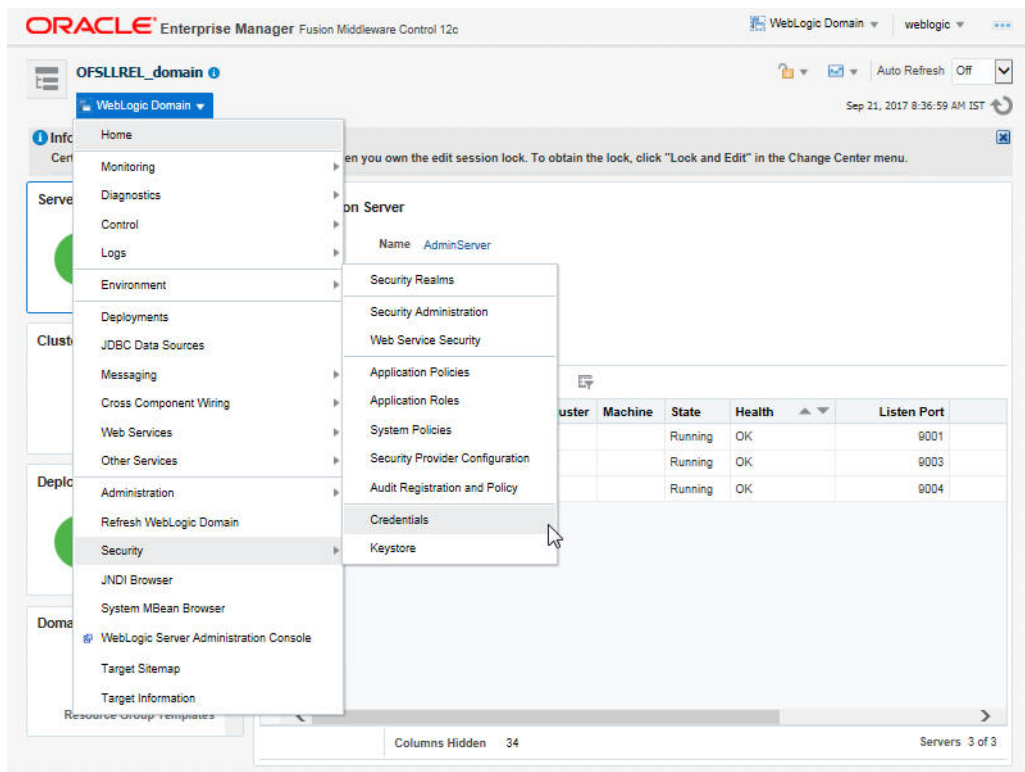 ORACLE Enterprise Manager Fusion Middleware Control 12c
WebLogic Domain
weblogic
OFSLLREL_domain
Auto Refresh Off
WebLogic Domain
Sep 21, 2017 8:36:59 AM IST
Home
Monitoring
Diagnostics
Control
Logs
Environment
Deployments
JDBC Data Sources
Messaging
Cross Component Wiring
Web Services
Other Services
Administration
Refresh WebLogic Domain
Security
JNDI Browser
System MBean Browser
WebLogic Server Administration Console
Target Sitemap
Target Information
Security Realms
Security Administration
Web Service Security
Application Policies
Application Roles
System Policies
Security Provider Configuration
Audit Registration and Policy
Credentials
Keystore
you own the edit session lock. To obtain the lock, click "Lock and Edit" in the Change Center menu.
Server
Name AdminServer
Machine State Health Listen Port
Running OK 9001
Running OK 9003
Running OK 9004
Resource Group Templates
Columns Hidden 34
Servers 3 of 3